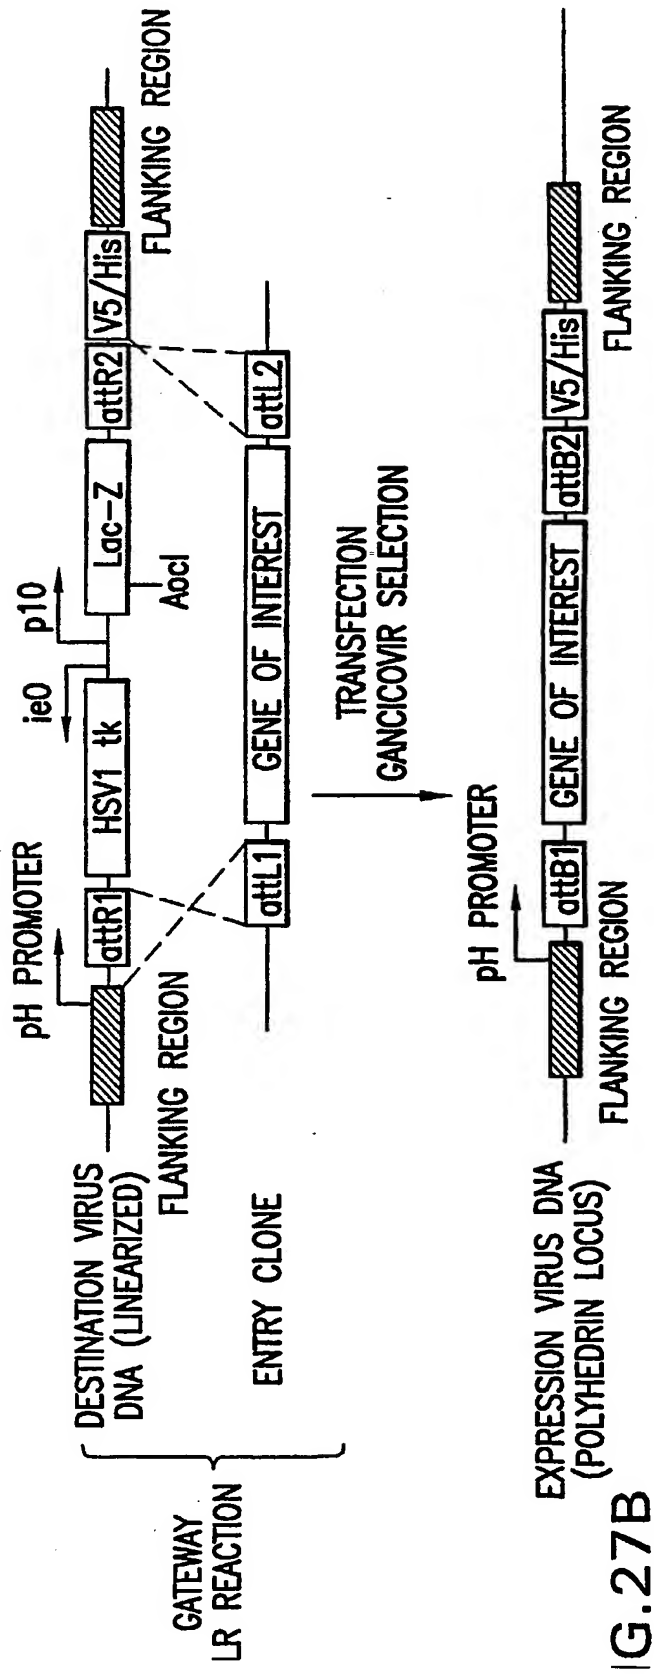 GATEWAY
LR REACTION
DESTINATION VIRUS
DNA (LINEARIZED)
FLANKING REGION
pH PROMOTER
attR1
HSV1 tk
ie0
p10
Lac-Z
AocI
attR2
V5/His
FLANKING REGION
ENTRY CLONE
attL1
GENE OF INTEREST
attL2
TRANSFECTION
GANCICOVIR SELECTION
EXPRESSION VIRUS DNA
(POLYHEDRIN LOCUS)
FLANKING REGION
pH PROMOTER
attB1
GENE OF INTEREST
attB2
V5/His
FLANKING REGION
IG.27B